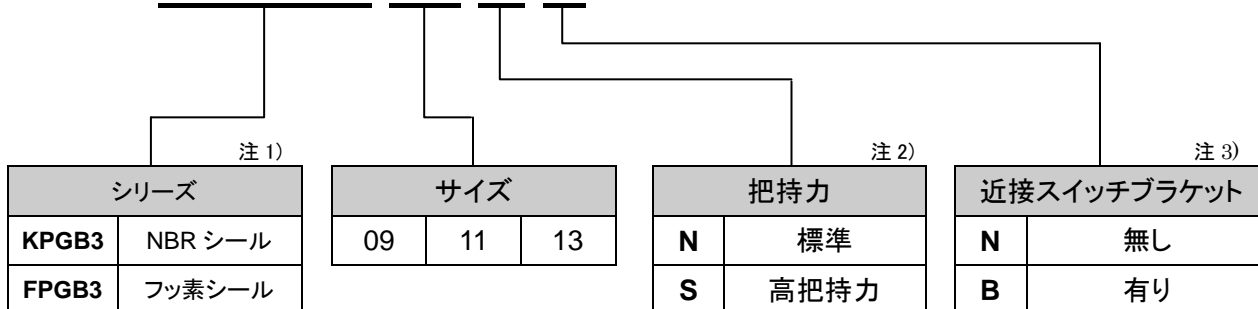 注 1) 注 2) 注 3)
シリーズ サイズ 把持力 近接スイッチブラケット
KPGB3 NBR シール 09 11 13 N 標準 N 無し
FPGB3 フッ素シール S 高把持力 B 有り